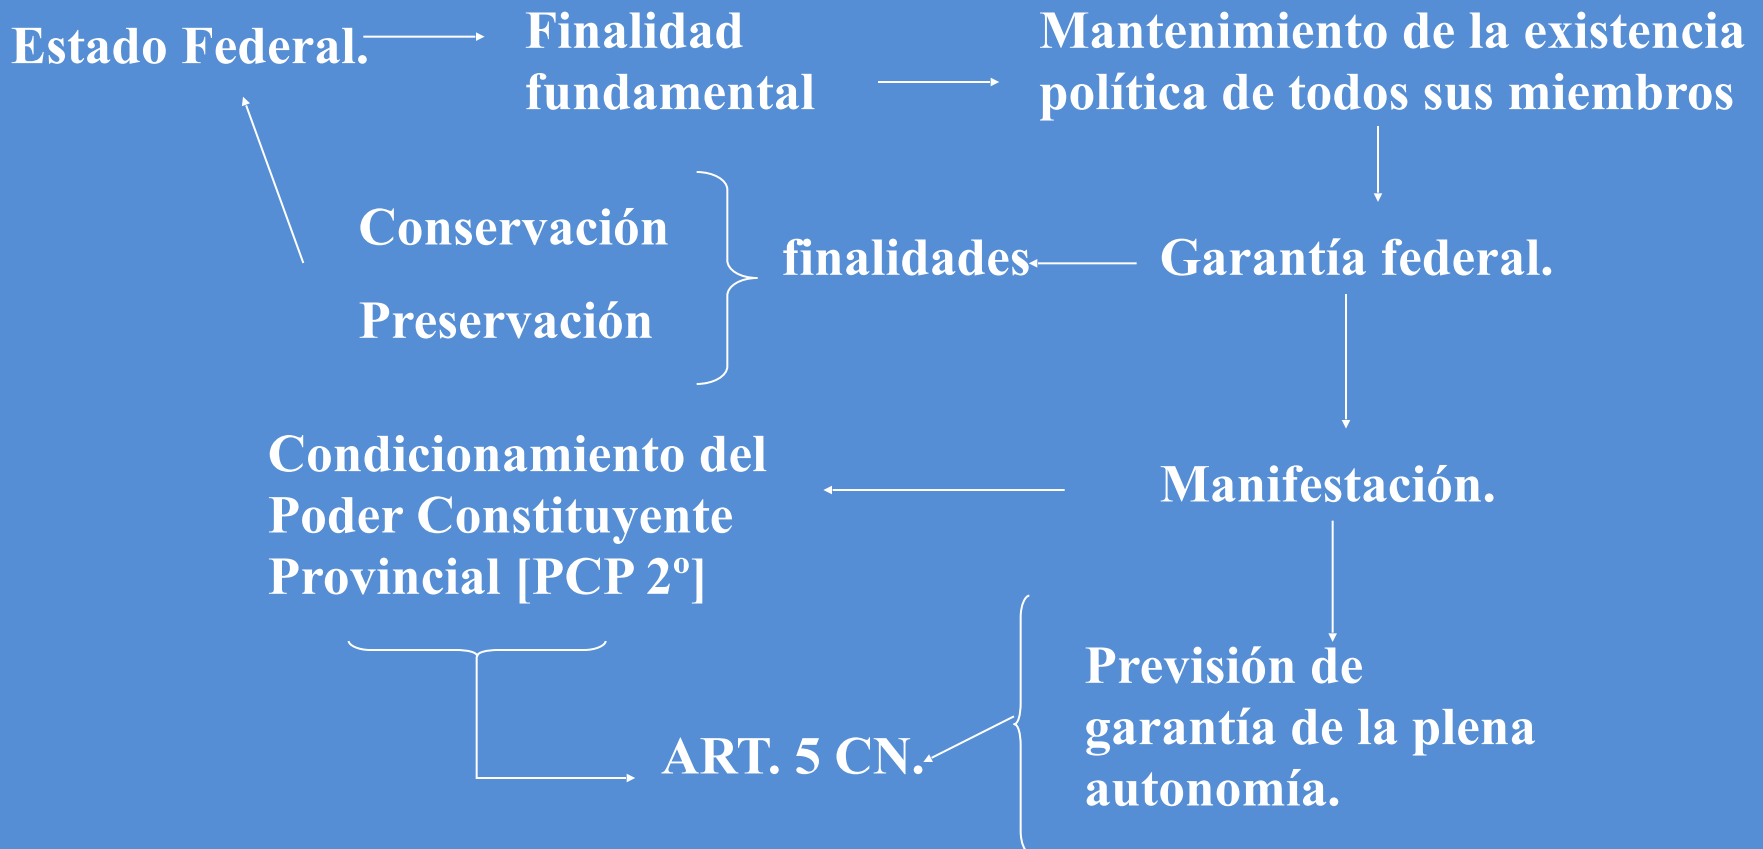 Estado Federal.
Finalidad
fundamental
Mantenimiento de la existencia
política de todos sus miembros
Conservación
Preservación
finalidades
Garantía federal.
Condicionamiento del
Poder Constituyente
Provincial [PCP 2º]
Manifestación.
Previsión de
garantía de la plena
autonomía.
ART. 5 CN.